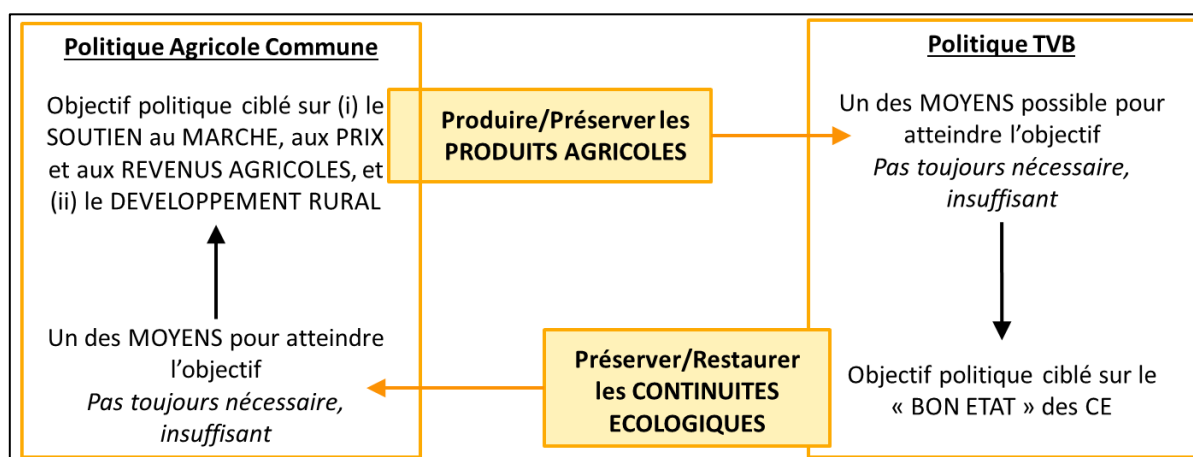 Politique Agricole Commune
Objectif politique ciblé sur (i) le
SOUTIEN au MARCHE, aux PRIX
et aux REVENUS AGRICOLES, et
(ii) le DEVELOPPEMENT RURAL
Un des MOYENS pour atteindre
l’objectif
Pas toujours nécessaire,
insuffisant
Produire/Préserver les
PRODUITS AGRICOLES
Préserver/Restaurer
les CONTINUITES
ECOLOGIQUES
Politique TVB
Un des MOYENS possible pour
atteindre l’objectif
Pas toujours nécessaire,
insuffisant
Objectif politique ciblé sur le
« BON ETAT » des CE